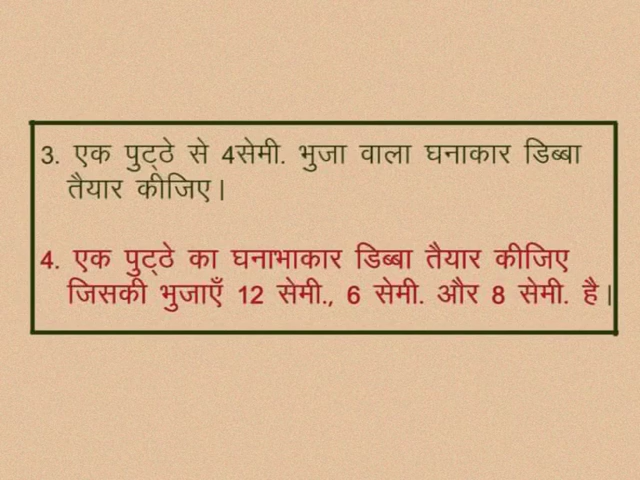 3. एक पुट्ठे से 4सेमी. भुजा वाला घनाकार डिब्बा
तैयार कीजिए।
4. एक पुट्ठे का घनाभाकार डिब्बा तैयार कीजिए
जिसकी भुजाएँ 12 सेमी., 6 सेमी. और 8 सेमी. है।